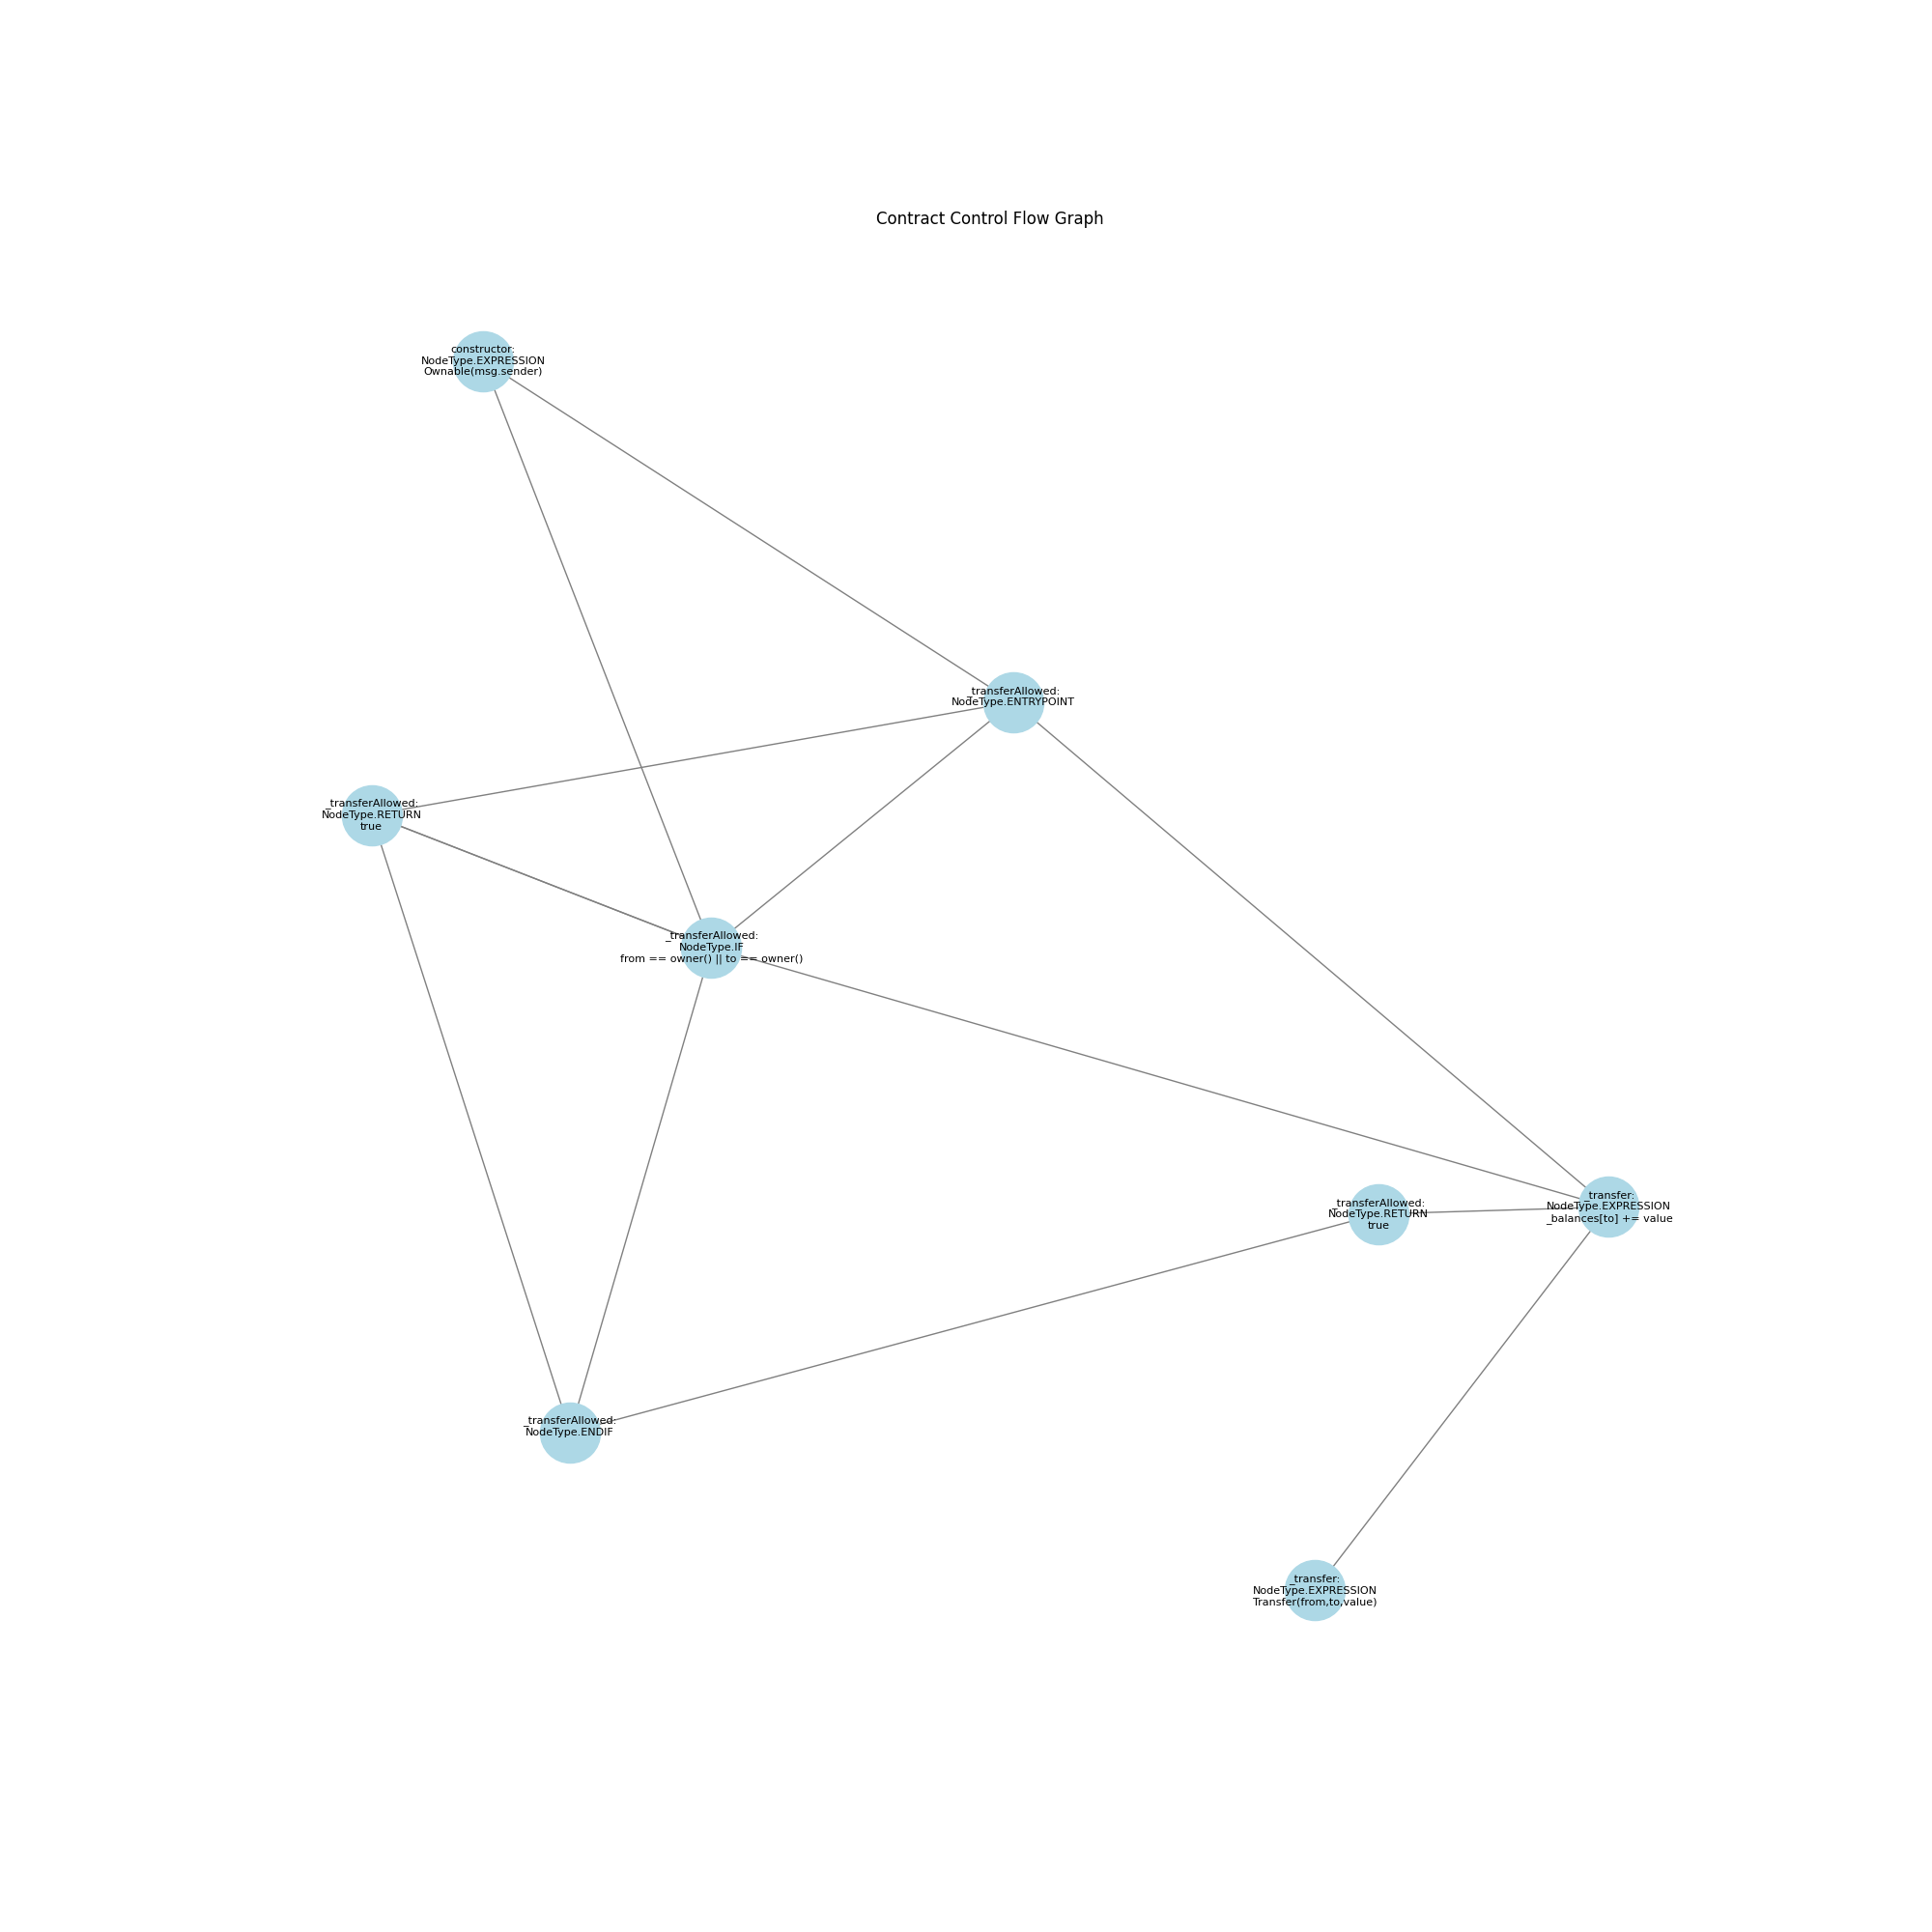 Contract Control Flow Graph
constructor:
NodeType.EXPRESSION
Ownable(msg.sender)
_transferAllowed:
NodeType.ENTRYPOINT
_transferAllowed:
NodeType.RETURN
true
_transferAllowed:
NodeType.IF
from == owner() || to == owner()
_transferAllowed:
NodeType.RETURN
true
_transfer:
NodeType.EXPRESSION
_balances[to] += value
_transferAllowed:
NodeType.ENDIF
_transfer:
NodeType.EXPRESSION
Transfer(from,to,value)